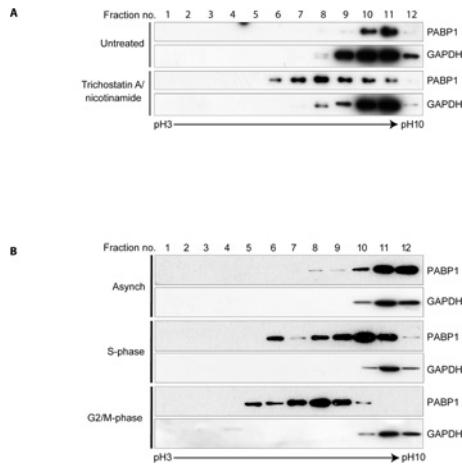 A
Fraction no. 1 2 3 4 5 6 7 8 9 10 11 12
Untreated
PABP1
GAPDH
Trichostatin A/
nicotinamide
PABP1
GAPDH
pH3 pH10
B
Fraction no. 1 2 3 4 5 6 7 8 9 10 11 12
Asynch
PABP1
GAPDH
S-phase
PABP1
GAPDH
G2/M-phase
PABP1
GAPDH
pH3 pH10